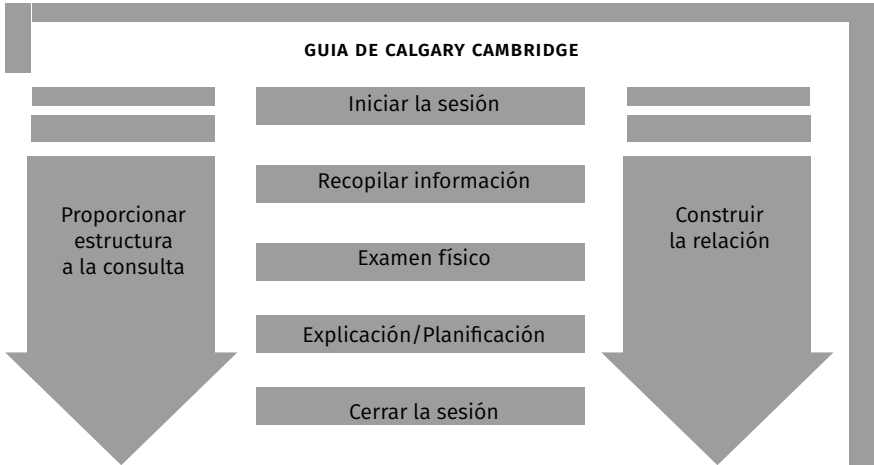 GUIA DE CALGARY CAMBRIDGE
Iniciar la sesión
Recopilar información
Examen físico
Explicación/Planificación
Cerrar la sesión
Proporcionar
estructura
a la consulta
Construir
la relación